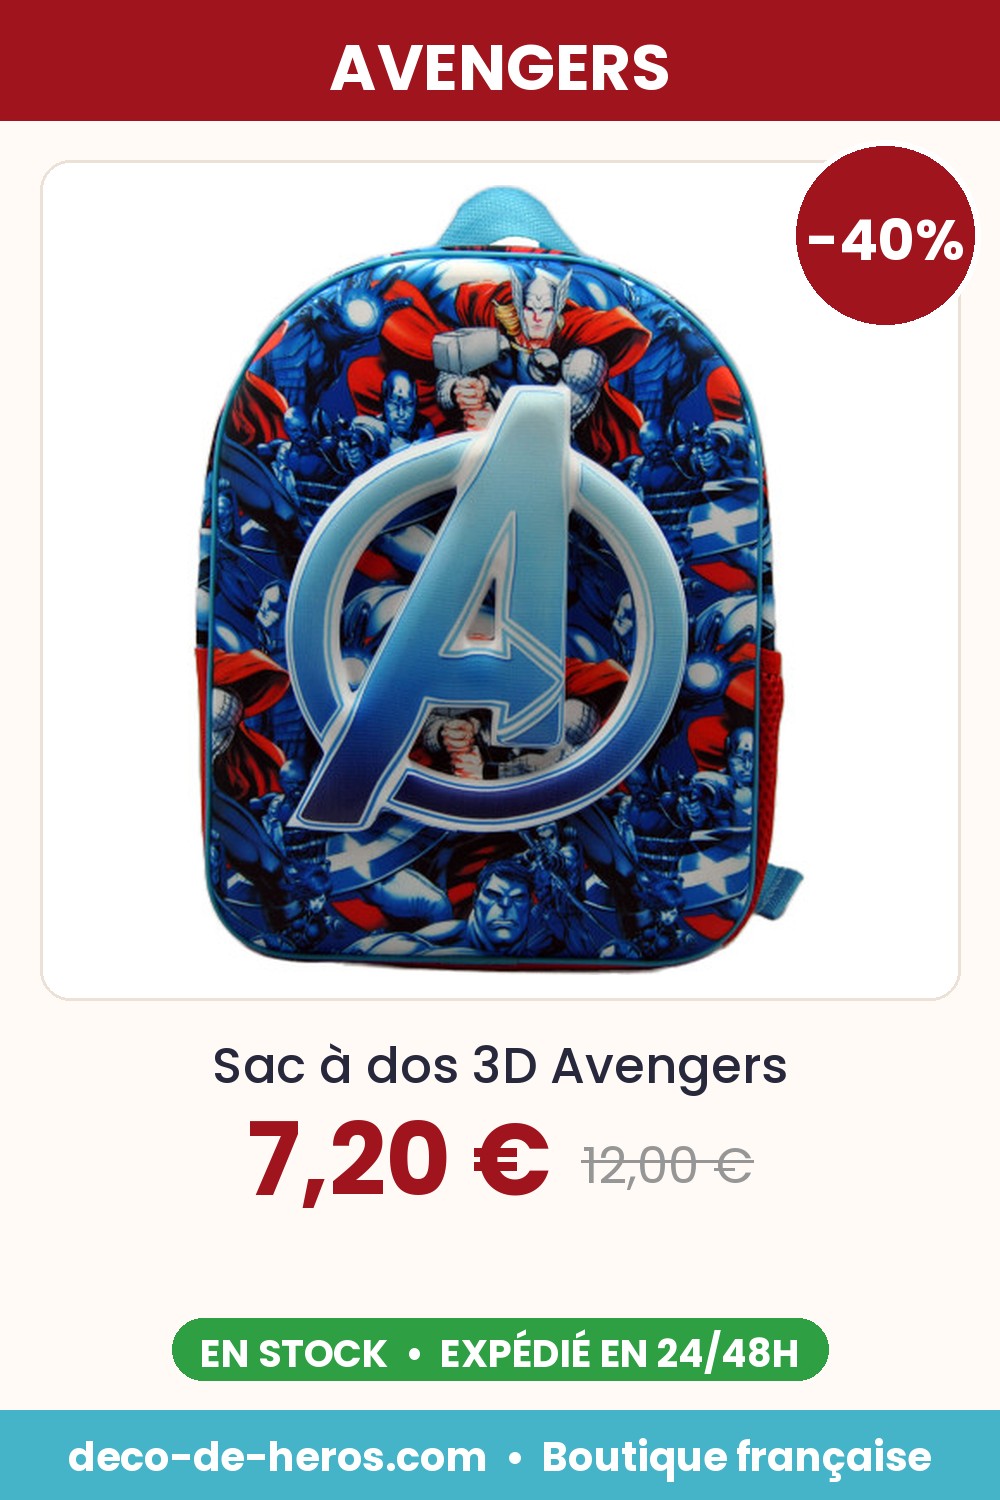 AVENGERS
-40%
Sac à dos 3D Avengers
7,20 € 12,00 €
EN STOCK • EXPÉDIÉ EN 24/48H
deco-de-heros.com • Boutique française